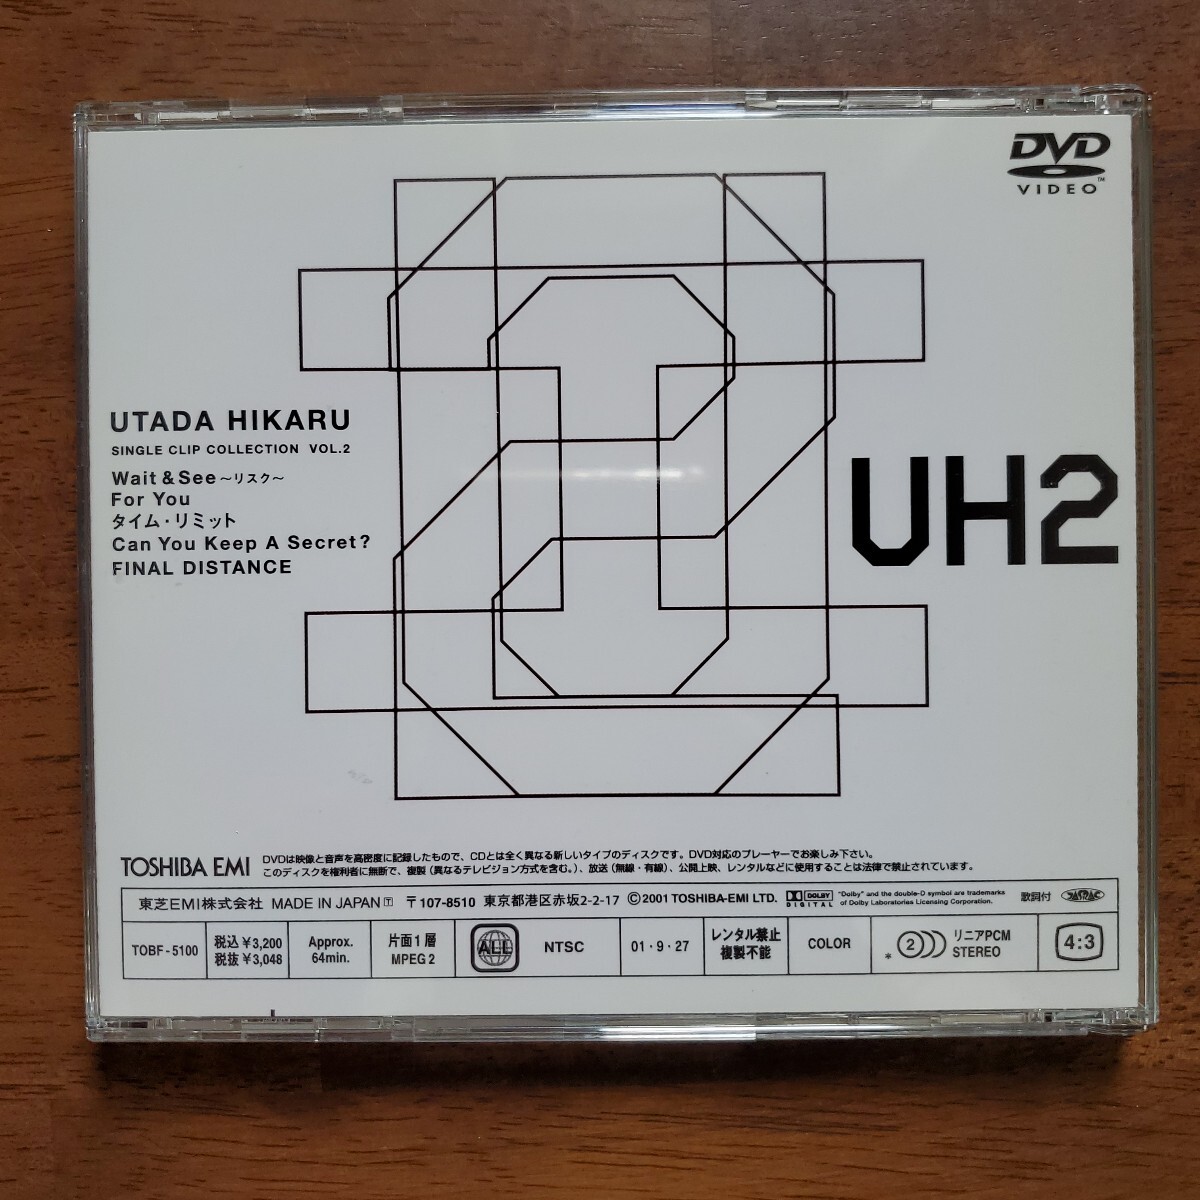 DVD
VIDEO™
UTADA HIKARU
SINGLE CLIP COLLECTION VOL.2
Wait & See ～リスク～
For You
タイム・リミット
Can You Keep A Secret?
FINAL DISTANCE
UH2
TOSHIBA EMI
DVDは映像と音声を高密度に記録したもので、CDとは全く異なる新しいタイプのディスクです。DVD対応のプレーヤーでお楽しみ下さい。
このディスクを権利者に無断で、複製(異なるテレビジョン方式を含む。)、放送(無線・有線)、公開上映、レンタルなどに使用することは法律で禁止されています。
東芝EMI株式会社 MADE IN JAPAN T 〒107-8510 東京都港区赤坂2-2-17 ©2001 TOSHIBA-EMI LTD.
DOLBY
DIGITAL
"Dolby" and the double-D symbol are trademarks
of Dolby Laboratories Licensing Corporation.
歌詞付
JASRAC
TOBF-5100
税込￥3,200
税抜￥3,048
Approx.
64min.
片面1層
MPEG2
ALL
NTSC
01・9・27
レンタル禁止
複製不能
COLOR
* 2
リニアPCM
STEREO
4:3